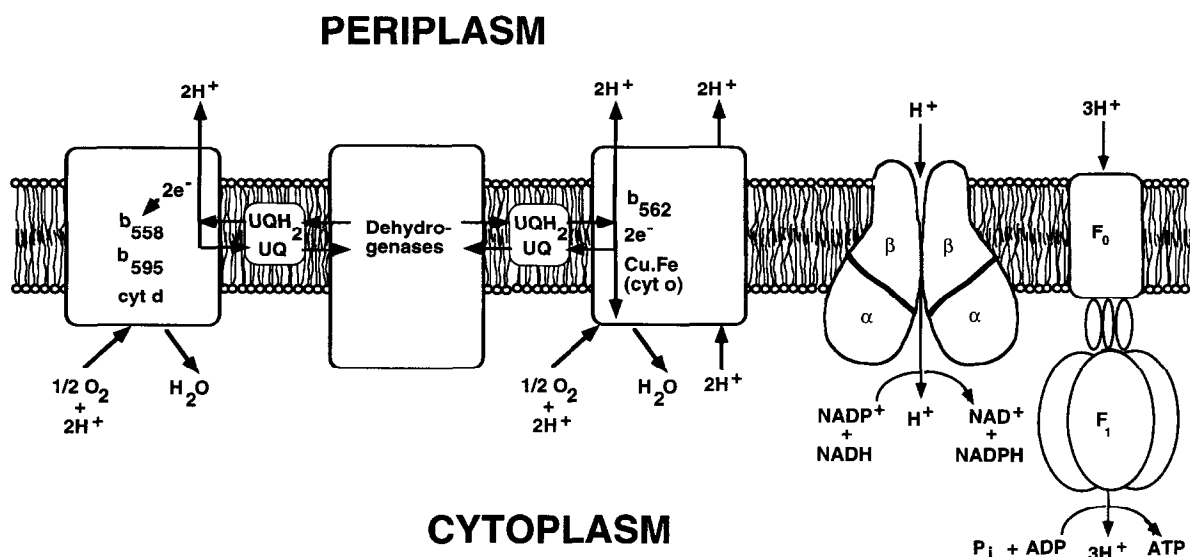 PERIPLASM
2H+
2e-
b558
b595
cyt d
1/2 O2
+
2H+
H2O
UQH2
UQ
Dehydro-
genases
UQH2
UQ
2H+
2H+
b562
2e-
Cu.Fe
(cyt o)
1/2 O2
+
2H+
H2O
2H+
H+
β
β
α
α
NADP+
+
NADH
H+
NAD+
+
NADPH
3H+
F0
F1
Pi + ADP
3H+
ATP
CYTOPLASM